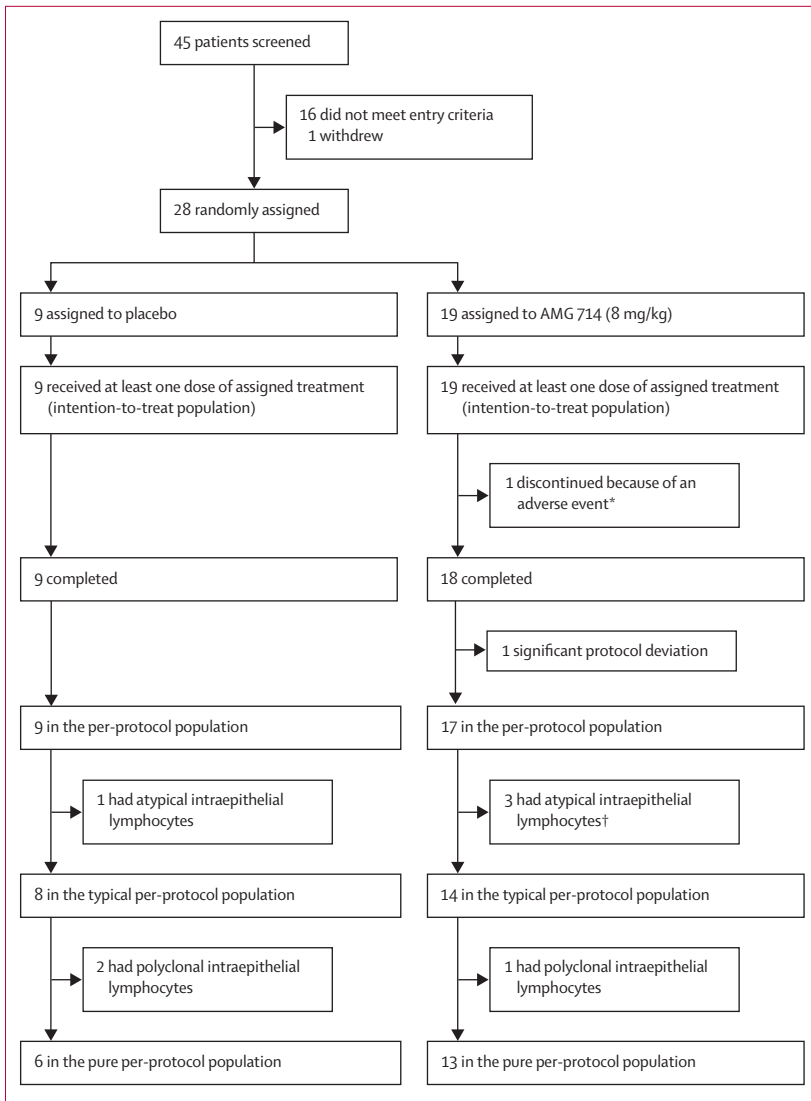 45 patients screened
16 did not meet entry criteria
1 withdrew
28 randomly assigned
9 assigned to placebo
19 assigned to AMG 714 (8 mg/kg)
9 received at least one dose of assigned treatment
(intention-to-treat population)
19 received at least one dose of assigned treatment
(intention-to-treat population)
1 discontinued because of an
adverse event*
9 completed
18 completed
1 significant protocol deviation
9 in the per-protocol population
17 in the per-protocol population
1 had atypical intraepithelial
lymphocytes
3 had atypical intraepithelial
lymphocytes†
8 in the typical per-protocol population
14 in the typical per-protocol population
2 had polyclonal intraepithelial
lymphocytes
1 had polyclonal intraepithelial
lymphocytes
6 in the pure per-protocol population
13 in the pure per-protocol population